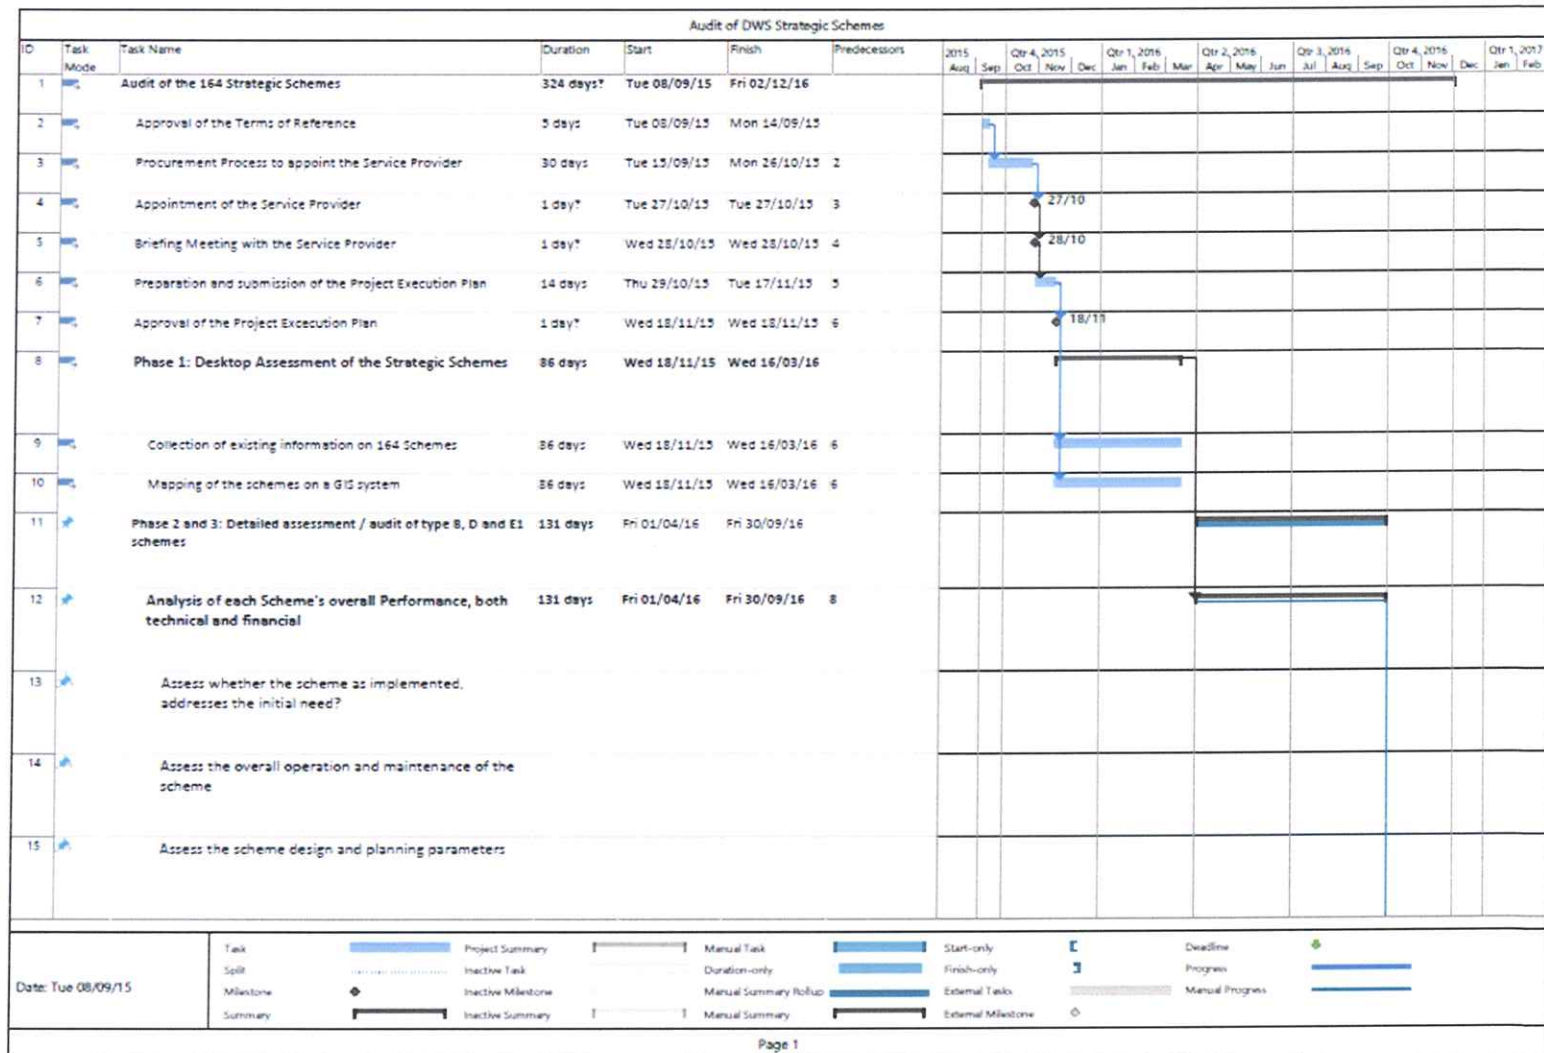 Audit of DWS Strategic Schemes
ID Task Mode Task Name Duration Start Finish Predecessors
2015 Qtr 4, 2015 Qtr 1, 2016 Qtr 2, 2016 Qtr 3, 2016 Qtr 4, 2016 Qtr 1, 2017
Aug Sep Oct Nov Dec Jan Feb Mar Apr May Jun Jul Aug Sep Oct Nov Dec Jan Feb
1 Audit of the 164 Strategic Schemes 324 days? Tue 08/09/15 Fri 02/12/16
2 Approval of the Terms of Reference 5 days Tue 08/09/15 Mon 14/09/15
3 Procurement Process to appoint the Service Provider 30 days Tue 15/09/15 Mon 26/10/15 2
4 Appointment of the Service Provider 1 day? Tue 27/10/15 Tue 27/10/15 3 27/10
5 Briefing Meeting with the Service Provider 1 day? Wed 28/10/15 Wed 28/10/15 4 28/10
6 Preparation and submission of the Project Execution Plan 14 days Thu 29/10/15 Tue 17/11/15 5
7 Approval of the Project Excecution Plan 1 day? Wed 18/11/15 Wed 18/11/15 6 18/11
8 Phase 1: Desktop Assessment of the Strategic Schemes 86 days Wed 18/11/15 Wed 16/03/16
9 Collection of existing information on 164 Schemes 86 days Wed 18/11/15 Wed 16/03/16 6
10 Mapping of the schemes on a GIS system 86 days Wed 18/11/15 Wed 16/03/16 6
11 Phase 2 and 3: Detailed assessment / audit of type B, D and E1 131 days Fri 01/04/16 Fri 30/09/16
schemes
12 Analysis of each Scheme's overall Performance, both 131 days Fri 01/04/16 Fri 30/09/16 8
technical and financial
13 Assess whether the scheme as implemented,
addresses the initial need?
14 Assess the overall operation and maintenance of the
scheme
15 Assess the scheme design and planning parameters
Date: Tue 08/09/15
Task Project Summary Manual Task Start-only Deadline
Split Inactive Task Duration-only Finish-only Progress
Milestone Inactive Milestone Manual Summary Rollup External Tasks Manual Progress
Summary Inactive Summary Manual Summary External Milestone
Page 1